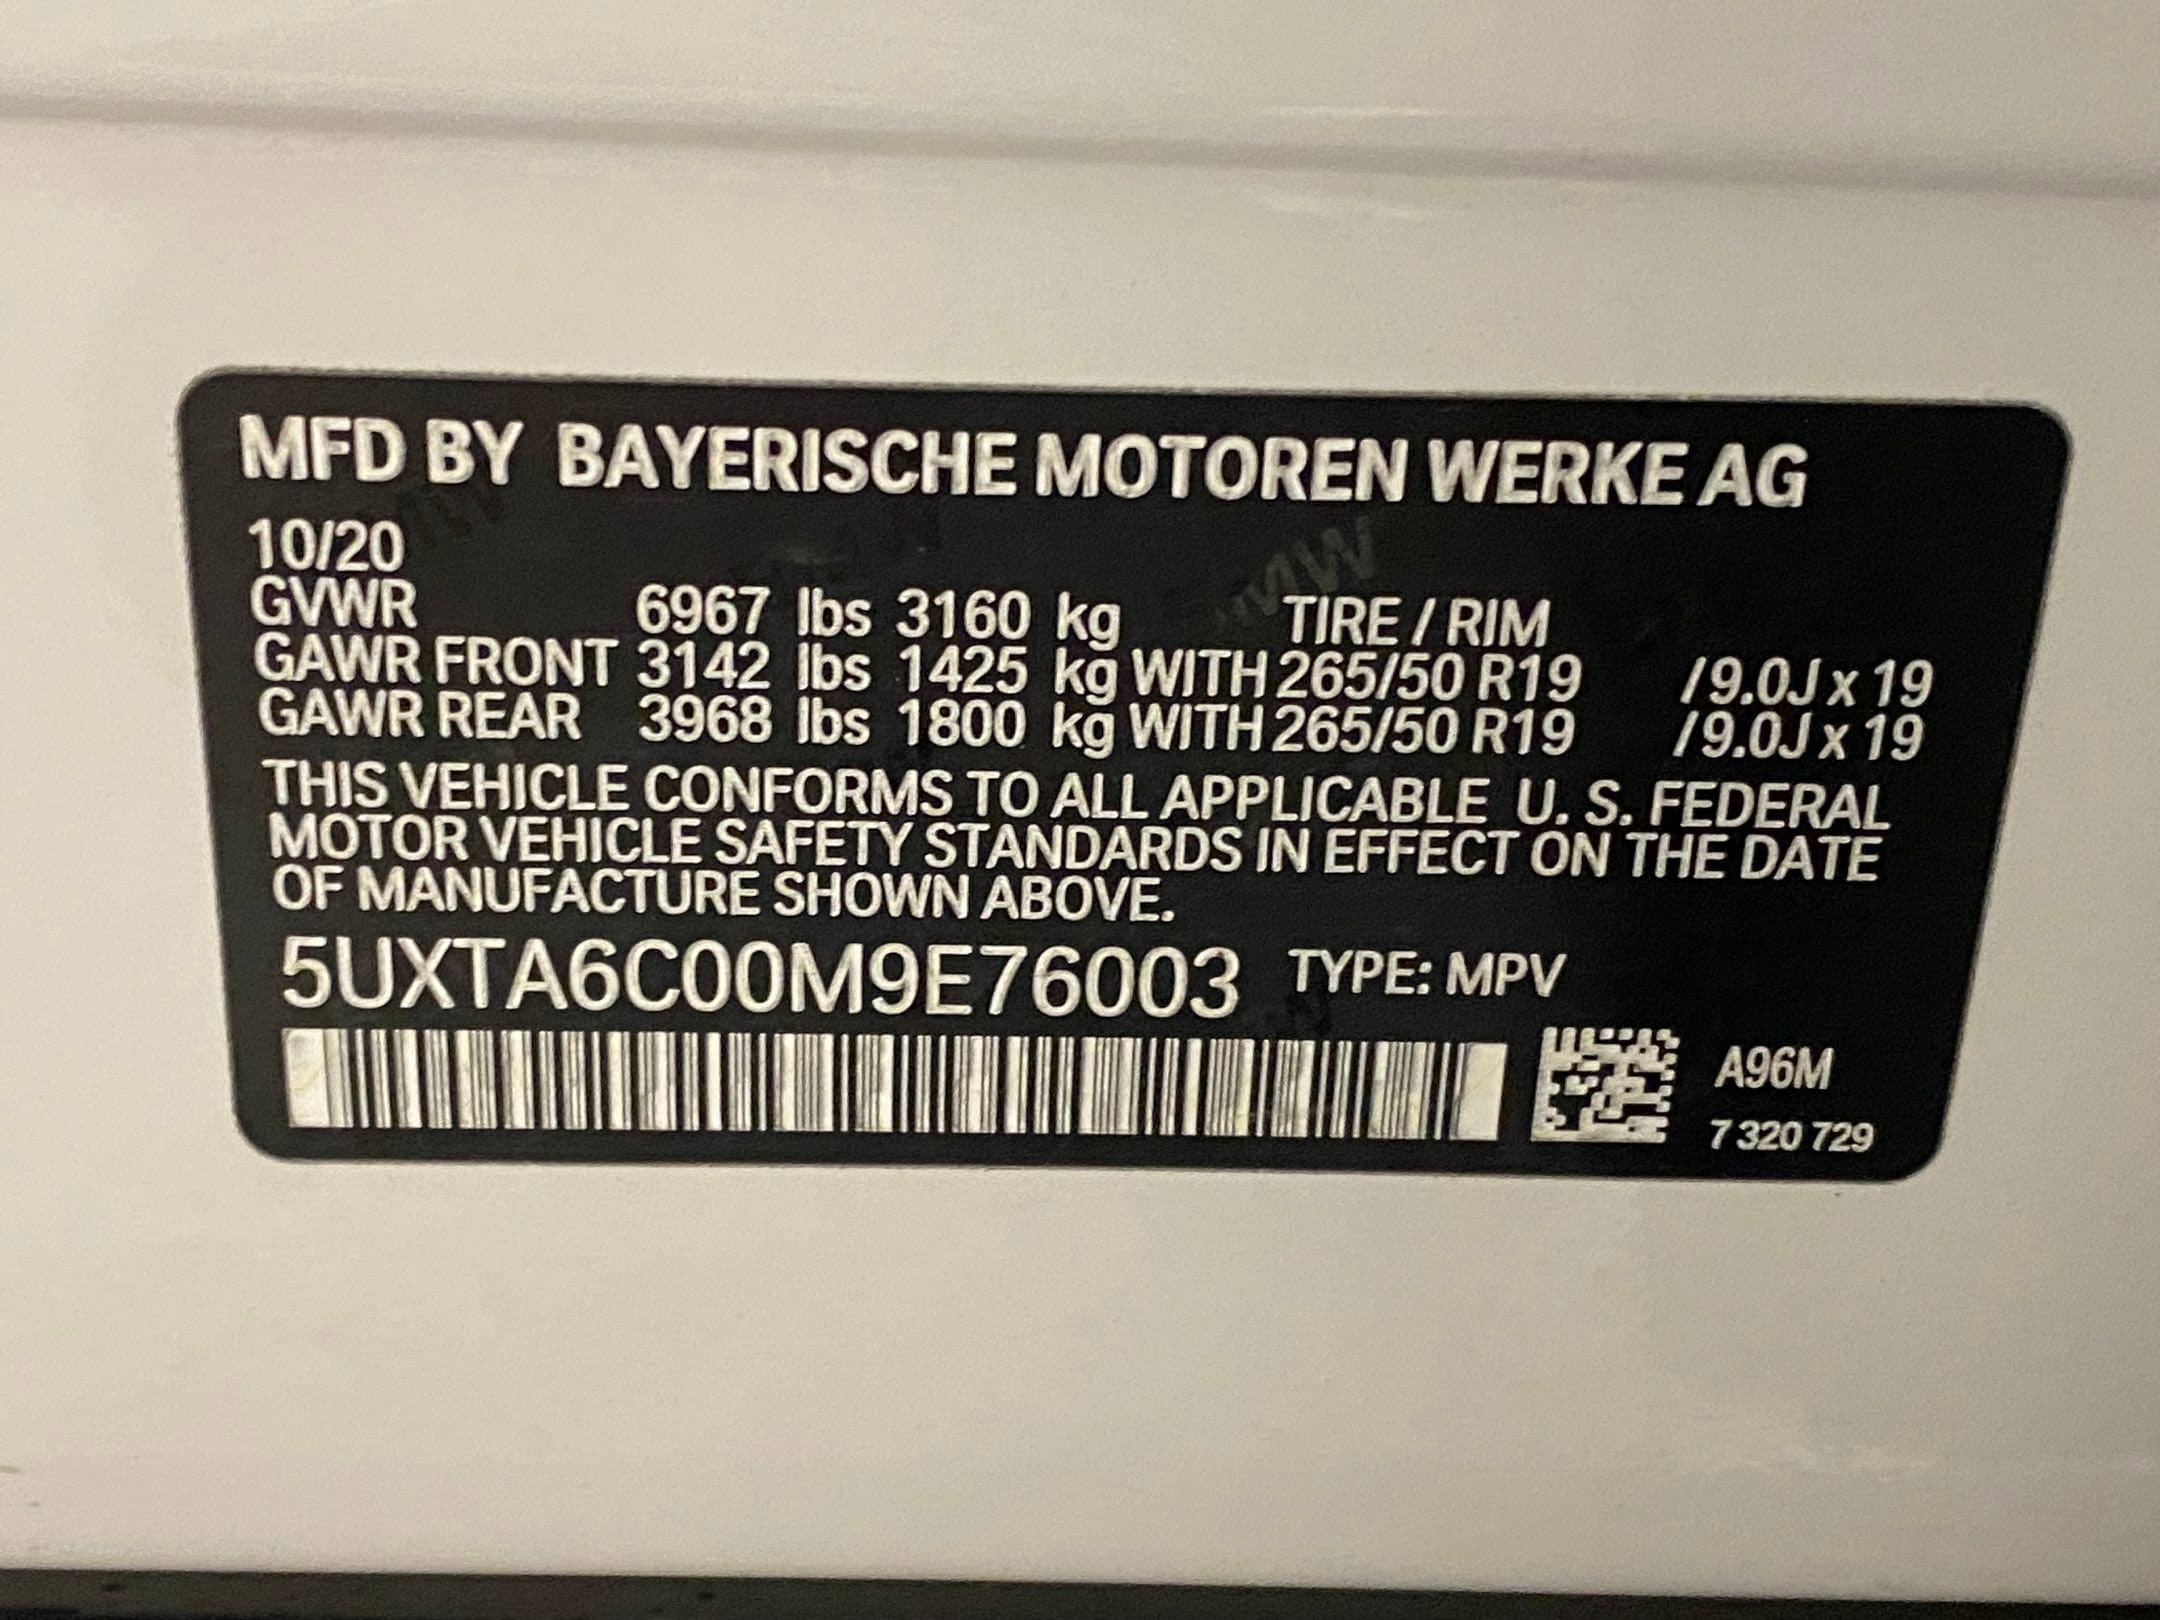 MFD BY BAYERISCHE MOTOREN WERKE AG
10/20
GVWR 6967 lbs 3160 kg TIRE / RIM
GAWR FRONT 3142 lbs 1425 kg WITH 265/50 R19 /9.0J x 19
GAWR REAR 3968 lbs 1800 kg WITH 265/50 R19 /9.0J x 19
THIS VEHICLE CONFORMS TO ALL APPLICABLE U. S. FEDERAL
MOTOR VEHICLE SAFETY STANDARDS IN EFFECT ON THE DATE
OF MANUFACTURE SHOWN ABOVE.
5UXTA6C00M9E76003 TYPE: MPV
A96M
7 320 729